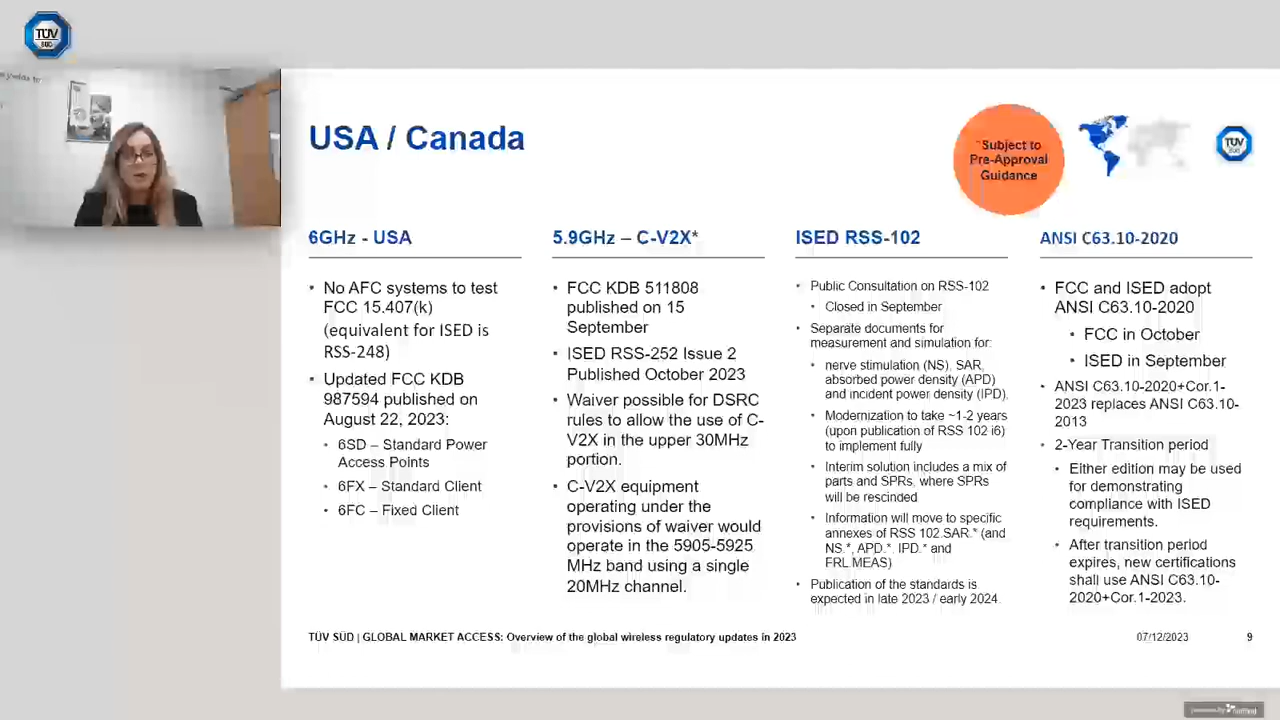 TÜV
SÜD
USA / Canada
*Subject to
Pre-Approval
Guidance
TÜV
SÜD
6GHz - USA
• No AFC systems to test
FCC 15.407(k)
(equivalent for ISED is
RSS-248)
• Updated FCC KDB
987594 published on
August 22, 2023:
• 6SD – Standard Power
Access Points
• 6FX – Standard Client
• 6FC – Fixed Client
5.9GHz – C-V2X*
• FCC KDB 511808
published on 15
September
• ISED RSS-252 Issue 2
Published October 2023
• Waiver possible for DSRC
rules to allow the use of C-
V2X in the upper 30MHz
portion.
• C-V2X equipment
operating under the
provisions of waiver would
operate in the 5905-5925
MHz band using a single
20MHz channel.
ISED RSS-102
• Public Consultation on RSS-102
• Closed in September
• Separate documents for
measurement and simulation for:
• nerve stimulation (NS), SAR,
absorbed power density (APD)
and incident power density (IPD).
• Modernization to take ~1-2 years
(upon publication of RSS 102 i6)
to implement fully
• Interim solution includes a mix of
parts and SPRs, where SPRs
will be rescinded
• Information will move to specific
annexes of RSS 102.SAR.* (and
NS.*, APD.*, IPD.* and
FRL.MEAS)
• Publication of the standards is
expected in late 2023 / early 2024.
ANSI C63.10-2020
• FCC and ISED adopt
ANSI C63.10-2020
• FCC in October
• ISED in September
• ANSI C63.10-2020+Cor.1-
2023 replaces ANSI C63.10-
2013
• 2-Year Transition period
• Either edition may be used
for demonstrating
compliance with ISED
requirements.
• After transition period
expires, new certifications
shall use ANSI C63.10-
2020+Cor.1-2023.
TÜV SÜD | GLOBAL MARKET ACCESS: Overview of the global wireless regulatory updates in 2023
07/12/2023
9
powered by